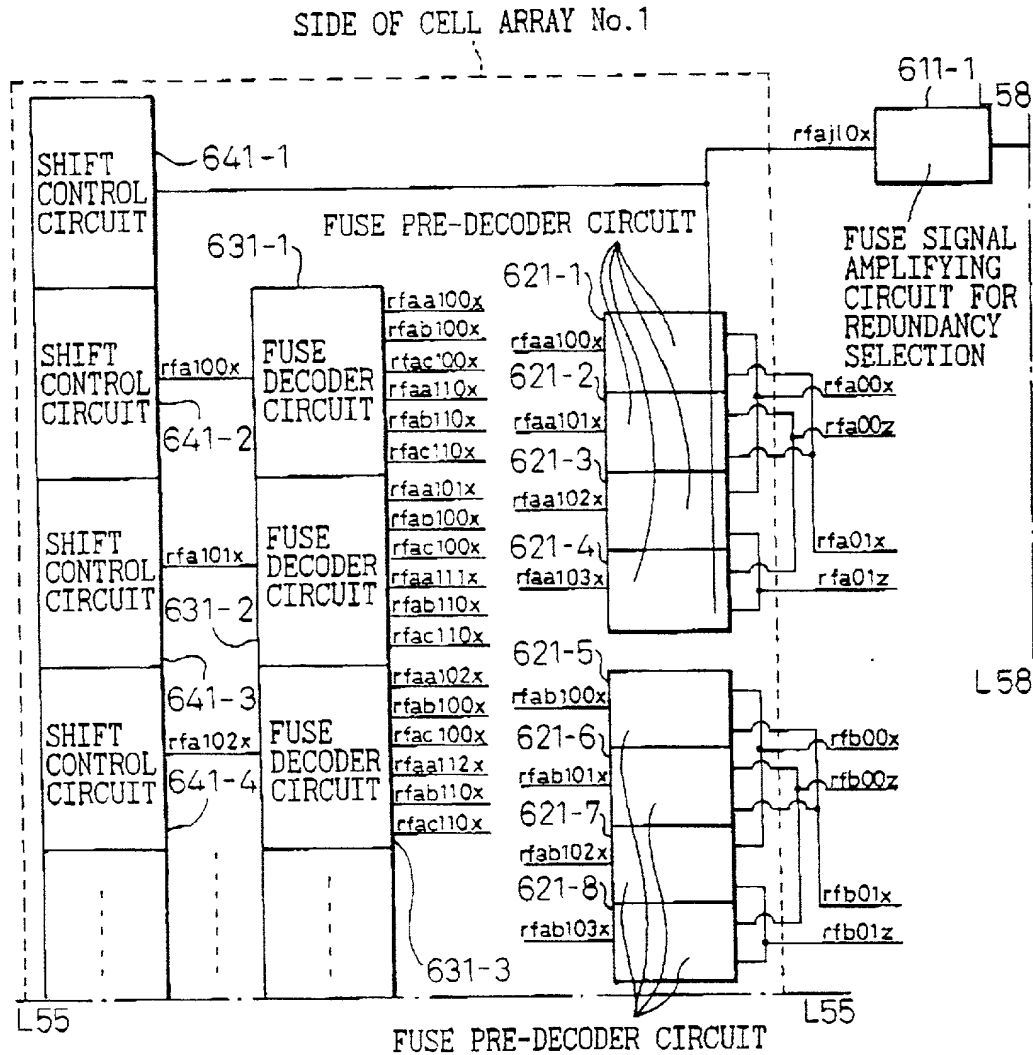 SIDE OF CELL ARRAY No.1
611-1
L58
rfajl0x
SHIFT
CONTROL
CIRCUIT
641-1
FUSE PRE-DECODER CIRCUIT
FUSE SIGNAL
AMPLIFYING
CIRCUIT FOR
REDUNDANCY
SELECTION
631-1
621-1
SHIFT
CONTROL
CIRCUIT
rfa100x
641-2
FUSE
DECODER
CIRCUIT
rfaa100x
rfab100x
rfac100x
rfaa110x
rfab110x
rfac110x
rfaa100x
621-2
rfaa101x
621-3
rfaa102x
621-4
rfaa103x
rfa00x
rfa00z
rfa01x
rfa01z
SHIFT
CONTROL
CIRCUIT
rfa101x
631-2
641-3
FUSE
DECODER
CIRCUIT
rfaa101x
rfab100x
rfac100x
rfaa111x
rfab110x
rfac110x
L58
SHIFT
CONTROL
CIRCUIT
rfa102x
641-4
FUSE
DECODER
CIRCUIT
rfaa102x
rfab100x
rfac100x
rfaa112x
rfab110x
rfac110x
631-3
621-5
rfab100x
621-6
rfab101x
621-7
rfab102x
621-8
rfab103x
rfb00x
rfb00z
rfb01x
rfb01z
L55
L55
FUSE PRE-DECODER CIRCUIT